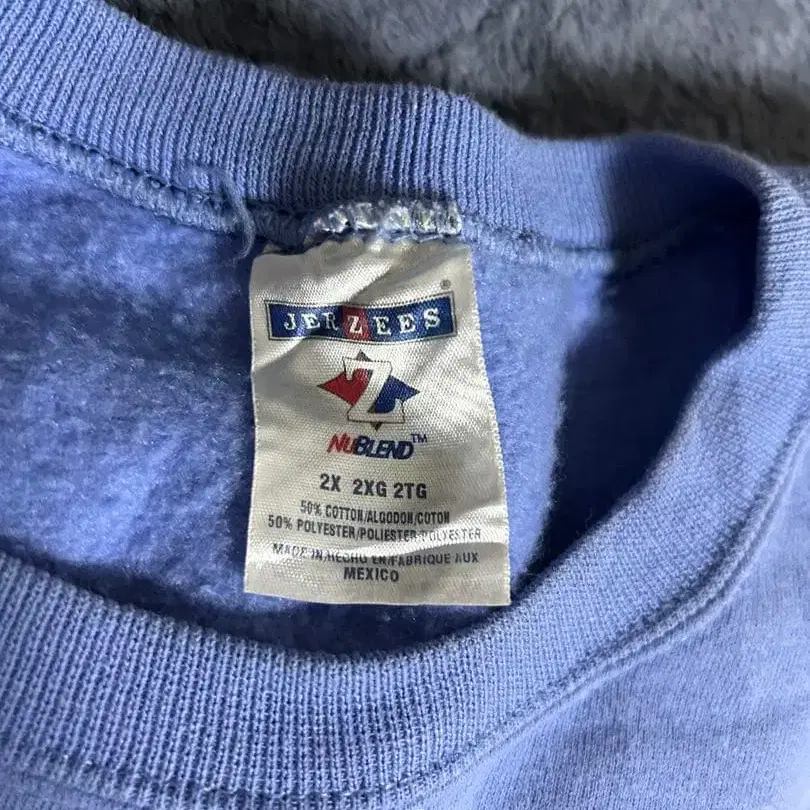 JERZEES®
Z
NUBLEND™
2X 2XG 2TG
50% COTTON/ALGODON/COTON
50% POLYESTER/POLIESTER/POLYESTER
MADE IN/HECHO EN/FABRIQUE AUX
MEXICO